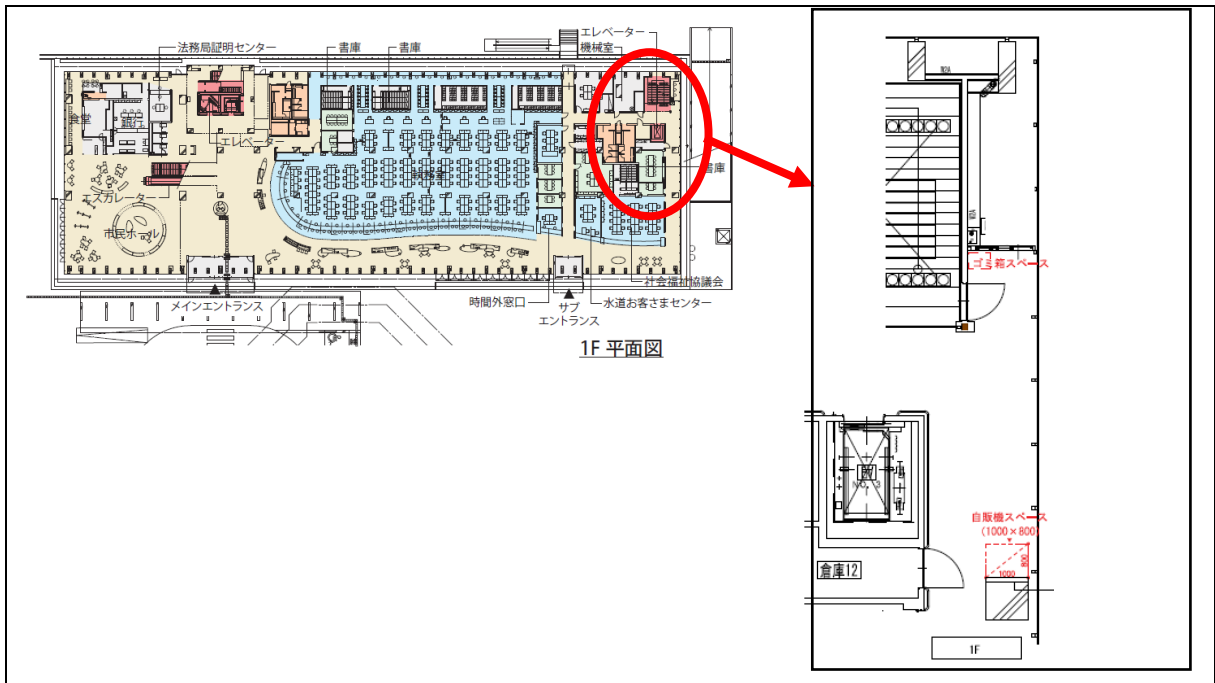 エレベーター
法務局証明センター
書庫
書庫
機械室
食堂
銀行
エレベーター
書庫
エスカレーター
市民ホール
社会福祉協議会
メインエントランス
時間外窓口
サブ
エントランス
水道お客さまセンター
1F 平面図
ゴミ箱スペース
EV
NO. 3
自販機スペース
(1000×800)
800
1000
倉庫12
1F